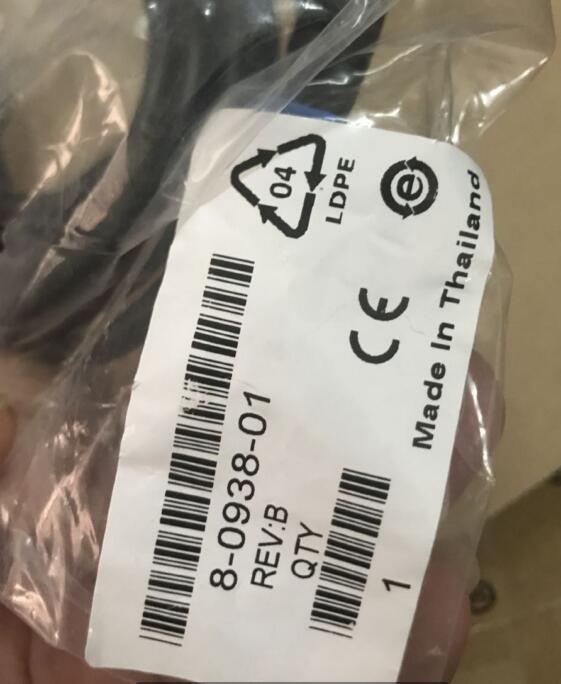 04
LDPE
e
CE
Made In Thailand
8-0938-01
REV:B
QTY
1